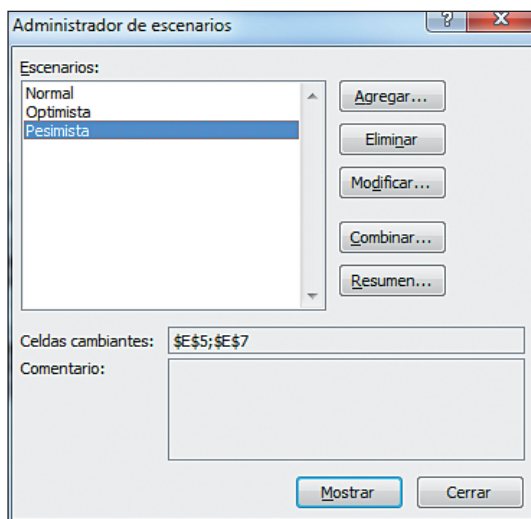 Administrador de escenarios
Escenarios:
Normal
Optimista
Pesimista
Agregar...
Eliminar
Modificar...
Combinar...
Resumen...
Celdas cambiantes: $E$5;$E$7
Comentario:
Mostrar Cerrar